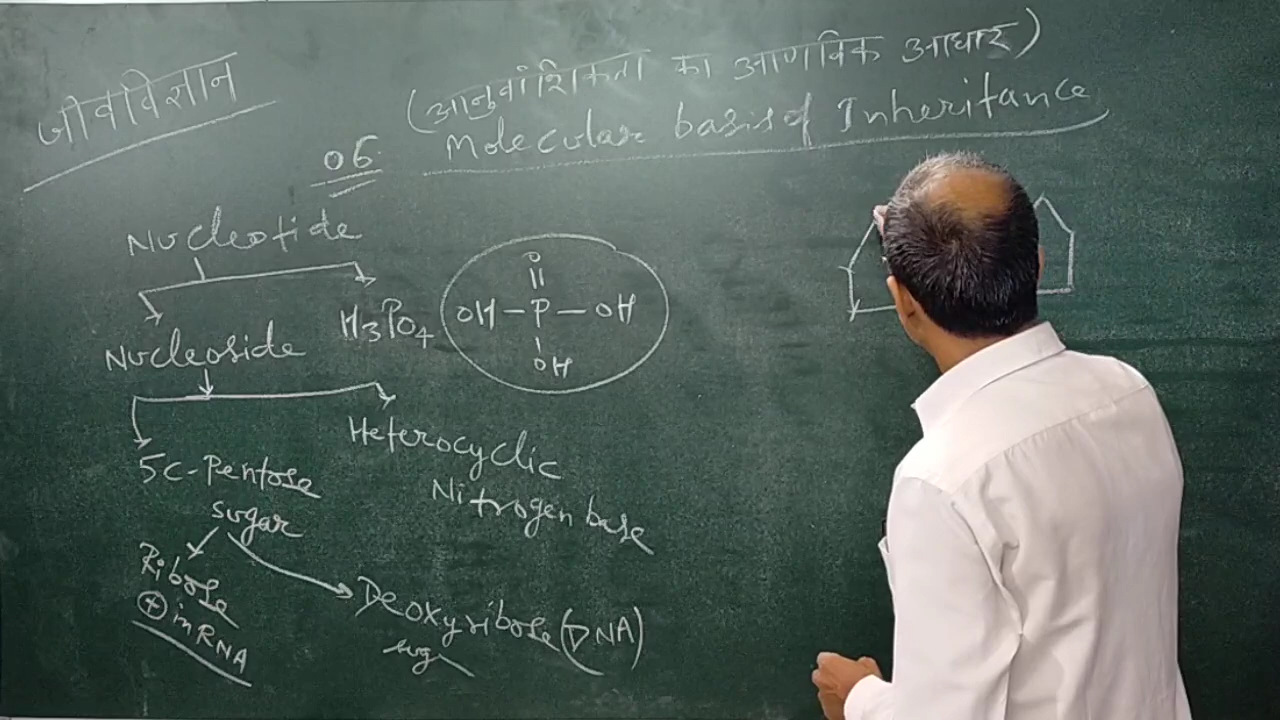 जीवविज्ञान
(आनुवांशिकता का आणविक आधार)
06.
Molecular basis of Inheritance
Nucleotide
Nucleoside
H₃PO₄
O
||
OH-P-OH
OH
5c-Pentose
sugar
Heterocyclic
Nitrogen base
Ribose
⊕ in RNA
Deoxyribose (DNA)
sug